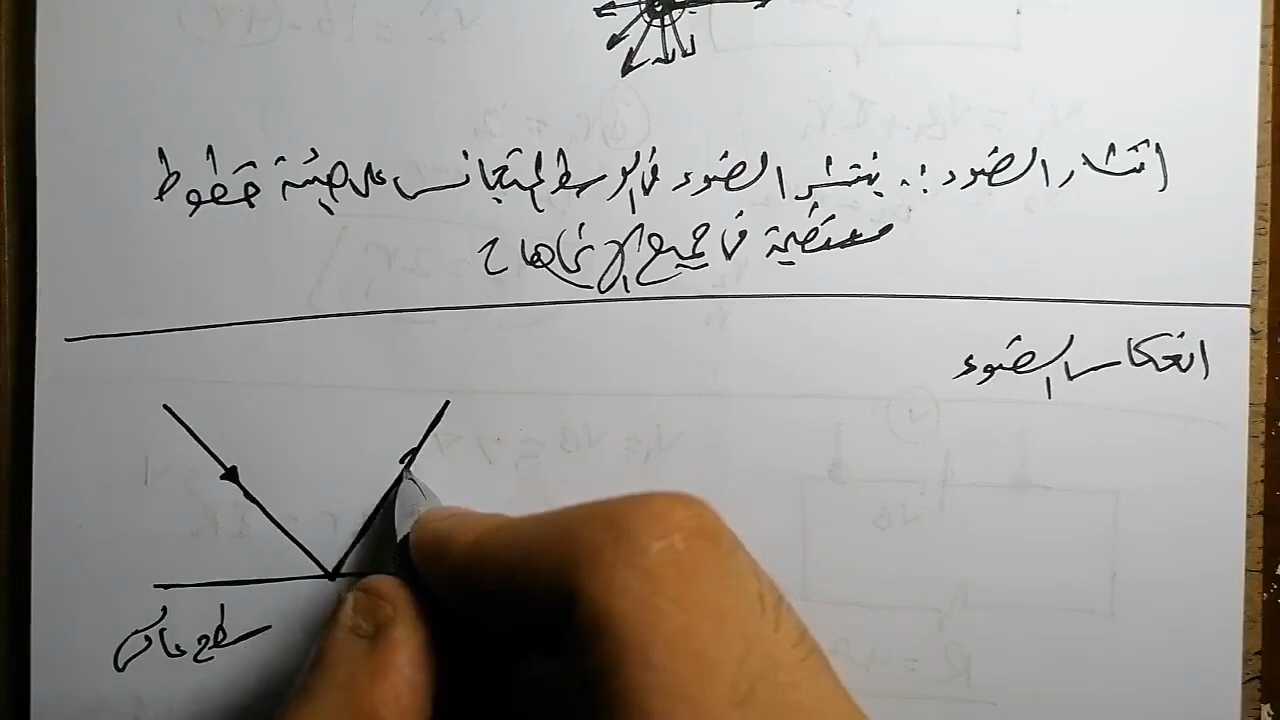 انتشار الضوء :. ينتشر الضوء في الوسط المتجانس على هيئة خطوط
مستقيمة في جميع الاتجاهات
انعكاس الضوء
سطح عاكس